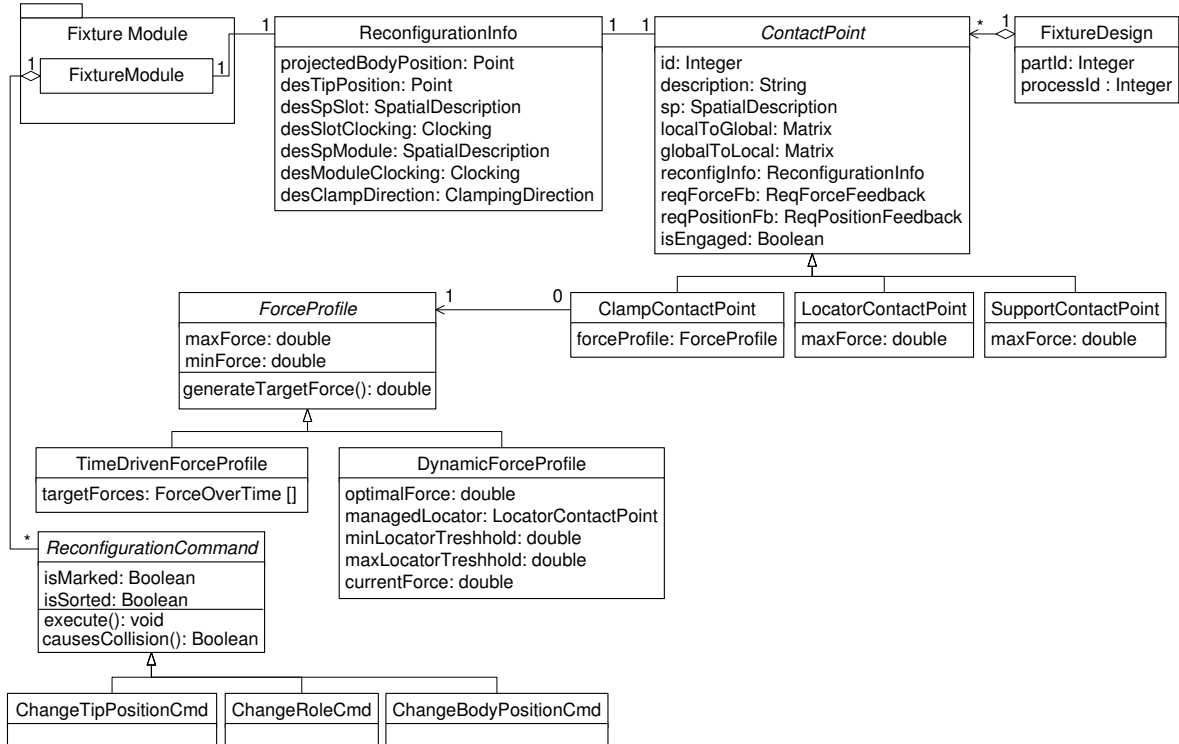 Fixture Module
1
FixtureModule
1
1
ReconfigurationInfo
projectedBodyPosition: Point
desTipPosition: Point
desSpSlot: SpatialDescription
desSlotClocking: Clocking
desSpModule: SpatialDescription
desModuleClocking: Clocking
desClampDirection: ClampingDirection
1
1
ContactPoint
id: Integer
description: String
sp: SpatialDescription
localToGlobal: Matrix
globalToLocal: Matrix
reconfigInfo: ReconfigurationInfo
reqForceFb: ReqForceFeedback
reqPositionFb: ReqPositionFeedback
isEngaged: Boolean
*
1
FixtureDesign
partId: Integer
processId : Integer
ForceProfile
maxForce: double
minForce: double
generateTargetForce(): double
1
0
ClampContactPoint
forceProfile: ForceProfile
LocatorContactPoint
maxForce: double
SupportContactPoint
maxForce: double
TimeDrivenForceProfile
targetForces: ForceOverTime []
DynamicForceProfile
optimalForce: double
managedLocator: LocatorContactPoint
minLocatorTreshhold: double
maxLocatorTreshhold: double
currentForce: double
*
ReconfigurationCommand
isMarked: Boolean
isSorted: Boolean
execute(): void
causesCollision(): Boolean
ChangeTipPositionCmd
ChangeRoleCmd
ChangeBodyPositionCmd